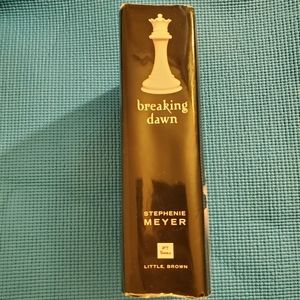 breaking
dawn
STEPHENIE
MEYER
LITTLE, BROWN